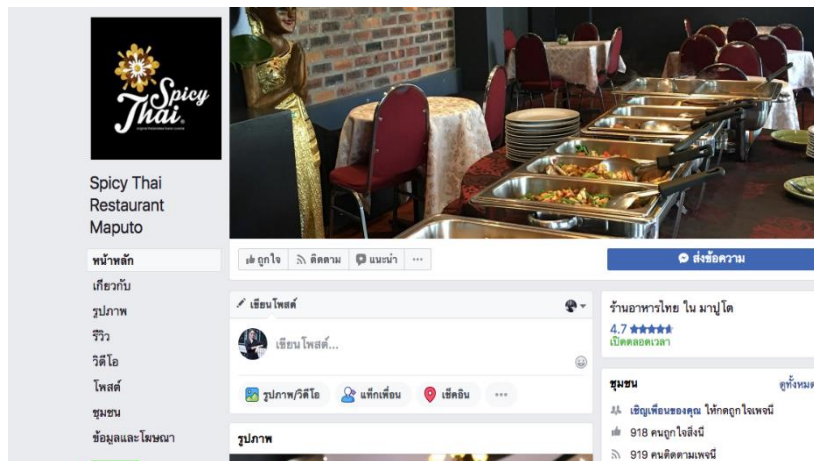 Spicy
Thai
Spicy Thai
Restaurant
Maputo
หน้าหลัก
เกี่ยวกับ
รูปภาพ
รีวิว
วิดีโอ
โพสต์
ชุมชน
ข้อมูลและโฆษณา
ถูกใจ
ติดตาม
แนะนำ
ส่งข้อความ
เขียนโพสต์
เขียนโพสต์...
รูปภาพ/วิดีโอ
แท็กเพื่อน
เช็คอิน
รูปภาพ
ร้านอาหารไทย ใน มาปูโต
4.7
เปิดตลอดเวลา
ชุมชน ดูทั้งหมด
เชิญเพื่อนของคุณ ให้กดถูกใจเพจนี้
918 คนถูกใจสิ่งนี้
919 คนติดตามเพจนี้